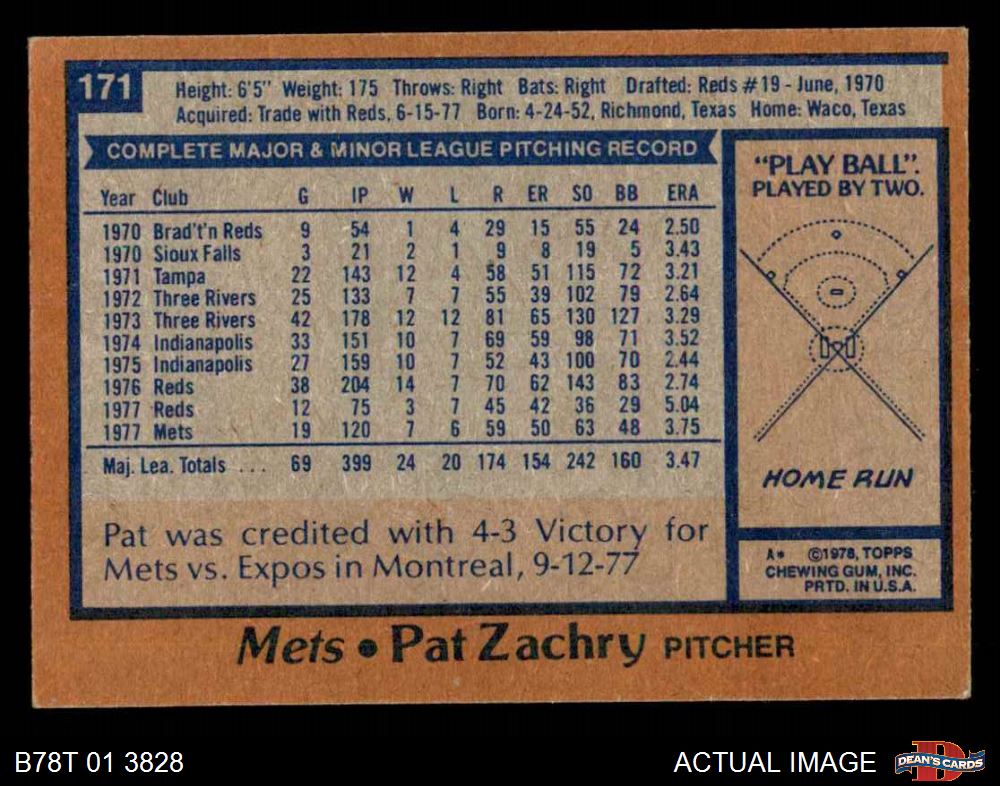 171
Height: 6'5" Weight: 175 Throws: Right Bats: Right Drafted: Reds #19 - June, 1970
Acquired: Trade with Reds, 6-15-77 Born: 4-24-52, Richmond, Texas Home: Waco, Texas
COMPLETE MAJOR & MINOR LEAGUE PITCHING RECORD
Year Club G IP W L R ER SO BB ERA
1970 Brad't'n Reds 9 54 1 4 29 15 55 24 2.50
1970 Sioux Falls 3 21 2 1 9 8 19 5 3.43
1971 Tampa 22 143 12 4 58 51 115 72 3.21
1972 Three Rivers 25 133 7 7 55 39 102 79 2.64
1973 Three Rivers 42 178 12 12 81 65 130 127 3.29
1974 Indianapolis 33 151 10 7 69 59 98 71 3.52
1975 Indianapolis 27 159 10 7 52 43 100 70 2.44
1976 Reds 38 204 14 7 70 62 143 83 2.74
1977 Reds 12 75 3 7 45 42 36 29 5.04
1977 Mets 19 120 7 6 59 50 63 48 3.75
Maj. Lea. Totals ... 69 399 24 20 174 154 242 160 3.47
Pat was credited with 4-3 Victory for
Mets vs. Expos in Montreal, 9-12-77
"PLAY BALL".
PLAYED BY TWO.
HOME RUN
A* ©1978, TOPPS
CHEWING GUM, INC.
PRTD. IN U.S.A.
Mets • Pat Zachry PITCHER
B78T 01 3828
ACTUAL IMAGE
D
DEAN'S CARDS